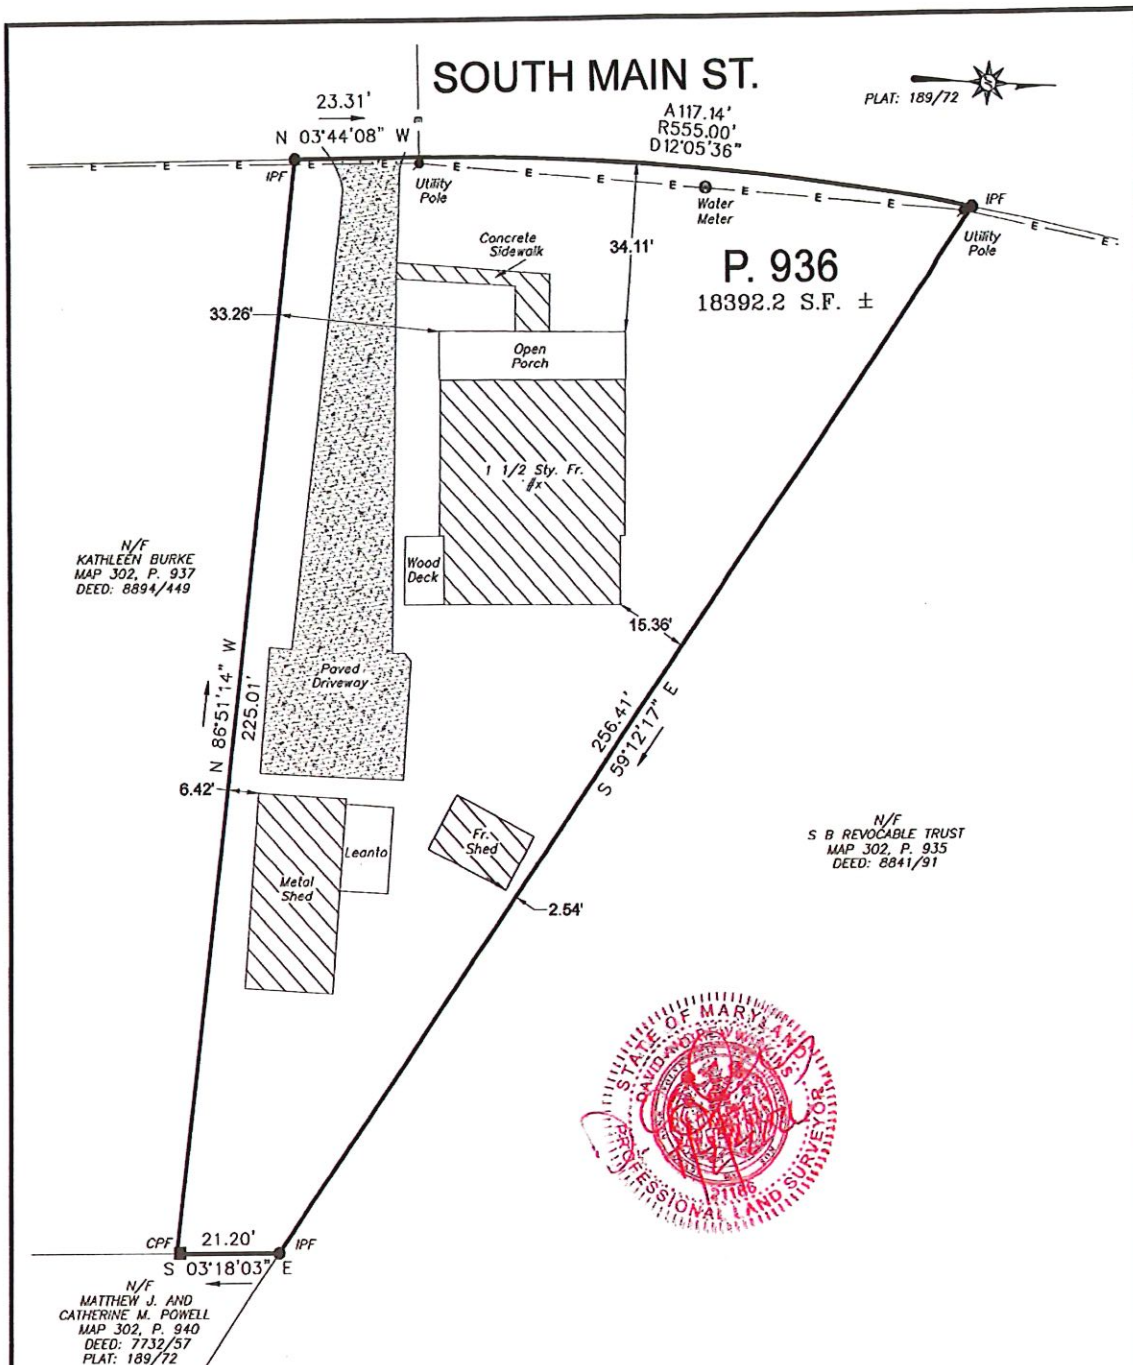 SOUTH MAIN ST.
PLAT: 189/72
23.31'
N 03°44'08" W
A117.14'
R555.00'
D12°05'36"
E E E E E E E E E E E E
IPF
Utility
Pole
Water
Meter
IPF
Utility
Pole
Concrete
Sidewalk
34.11'
P. 936
18392.2 S.F. ±
33.26'
Open
Porch
1 1/2 Sty. Fr.
#x
N/F
KATHLEEN BURKE
MAP 302, P. 937
DEED: 8894/449
Wood
Deck
15.36'
N 86°51'14" W
225.01'
Paved
Driveway
256.41'
S 59°12'17" E
6.42'
Metal
Shed
Leanto
Fr.
Shed
2.54'
N/F
S B REVOCABLE TRUST
MAP 302, P. 935
DEED: 8841/91
STATE OF MARYLAND
DAVID ANDREW
PROFESSIONAL LAND SURVEYOR
21186
CPF
21.20'
IPF
S 03°18'03" E
N/F
MATTHEW J. AND
CATHERINE M. POWELL
MAP 302, P. 940
DEED: 7732/57
PLAT: 189/72